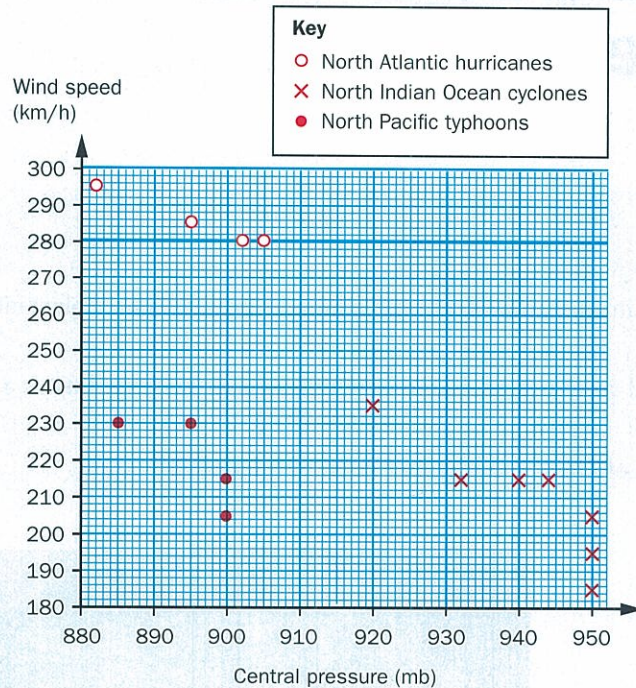 Key
North Atlantic hurricanes
North Indian Ocean cyclones
North Pacific typhoons
Wind speed
(km/h)
300
290
280
270
260
250
240
230
220
210
200
190
180
880 890 900 910 920 930 940 950
Central pressure (mb)